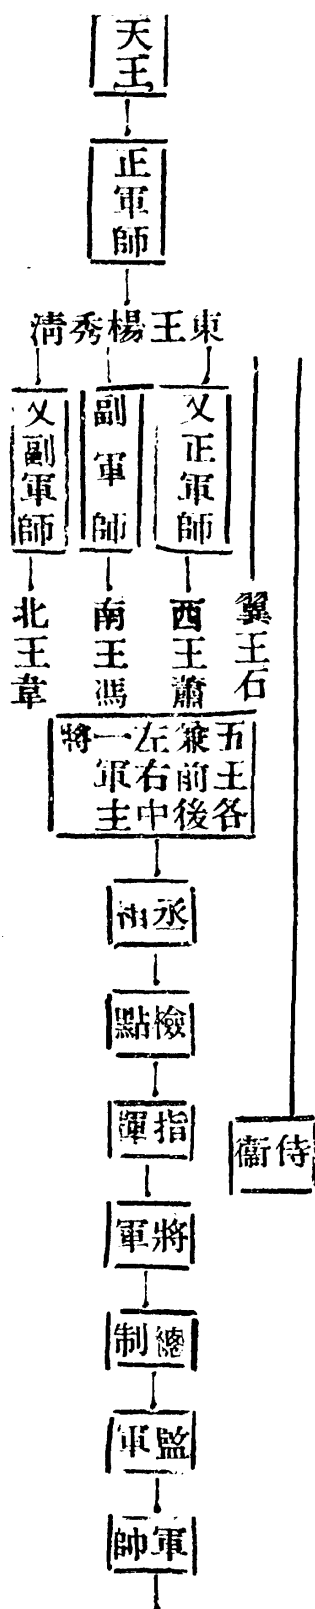 天王
正軍師
東王楊秀清
又正軍師
副軍師
又副軍師
翼王石
西王蕭
南王馮
北王韋
五王各
兼前後
左右中
一軍主
將
丞相
檢點
指揮
侍衞
將軍
總制
監軍
軍帥